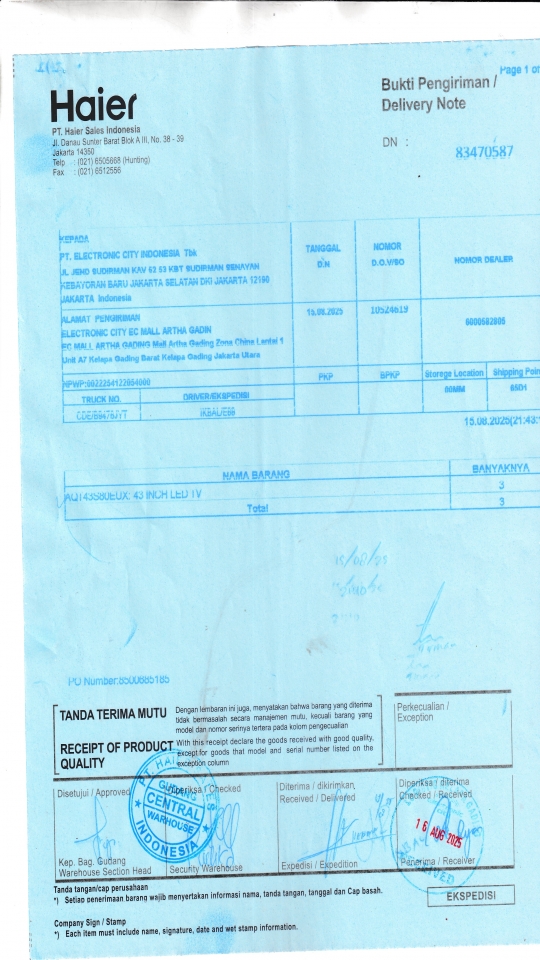 Page 1 of
Haier
Bukti Pengiriman /
Delivery Note
PT. Haier Sales Indonesia
Jl. Danau Sunter Barat Blok A III, No. 38 - 39
Jakarta 14350
Telp : (021) 6505668 (Hunting)
Fax : (021) 6512556
DN :
83470587
KEPADA
PT. ELECTRONIC CITY INDONESIA Tbk
JL JEND SUDIRMAN KAV 52 53 KBT SUDIRMAN SENAYAN
KEBAYORAN BARU JAKARTA SELATAN DKI JAKARTA 12190
JAKARTA Indonesia
TANGGAL
D.N
NOMOR
D.O.V/SO
NOMOR DEALER
ALAMAT PENGIRIMAN
ELECTRONIC CITY EC MALL ARTHA GADIN
EC MALL ARTHA GADING Mall Artha Gading Zona China Lantai 1
Unit A7 Kelapa Gading Barat Kelapa Gading Jakarta Utara
15.08.2025
10524619
NPWP:
PKP
BPKP
Storage Location
Shipping Poin
TRUCK NO.
DRIVER/EKSPEDISI
15.08.2025[21:43:
NAMA BARANG
BANYAKNYA
AQT43S80EUX: 43 INCH LED TV
3
Total
3
PO Number:8500685185
TANDA TERIMA MUTU
Dengan lembaran ini juga, menyatakan bahwa barang yang diterima
tidak bermasalah secara manajemen mutu, kecuali barang yang
model dan nomor serinya tertera pada kolom pengecualian
RECEIPT OF PRODUCT
QUALITY
With this receipt declare the goods received with good quality,
except for goods that model and serial number listed on the
exception column
Perkecualian /
Exception
Disetujui / Approved
Diperiksa / Checked
Diterima / dikirimkan,
Received / Delivered
Diperiksa / diterima
Checked / Received
GUDANG
CENTRAL
WARHOUSE
INDONESIA
16 AUG 2025
Kep. Bag. Gudang
Warehouse Section Head
Security Warehouse
Expedisi / Expedition
Penerima / Receiver
Tanda tangan/cap perusahaan
*) Setiap penerimaan barang wajib menyertakan informasi nama, tanda tangan, tanggal dan Cap basah.
EKSPEDISI
Company Sign / Stamp
*) Each item must include name, signature, date and wet stamp information.